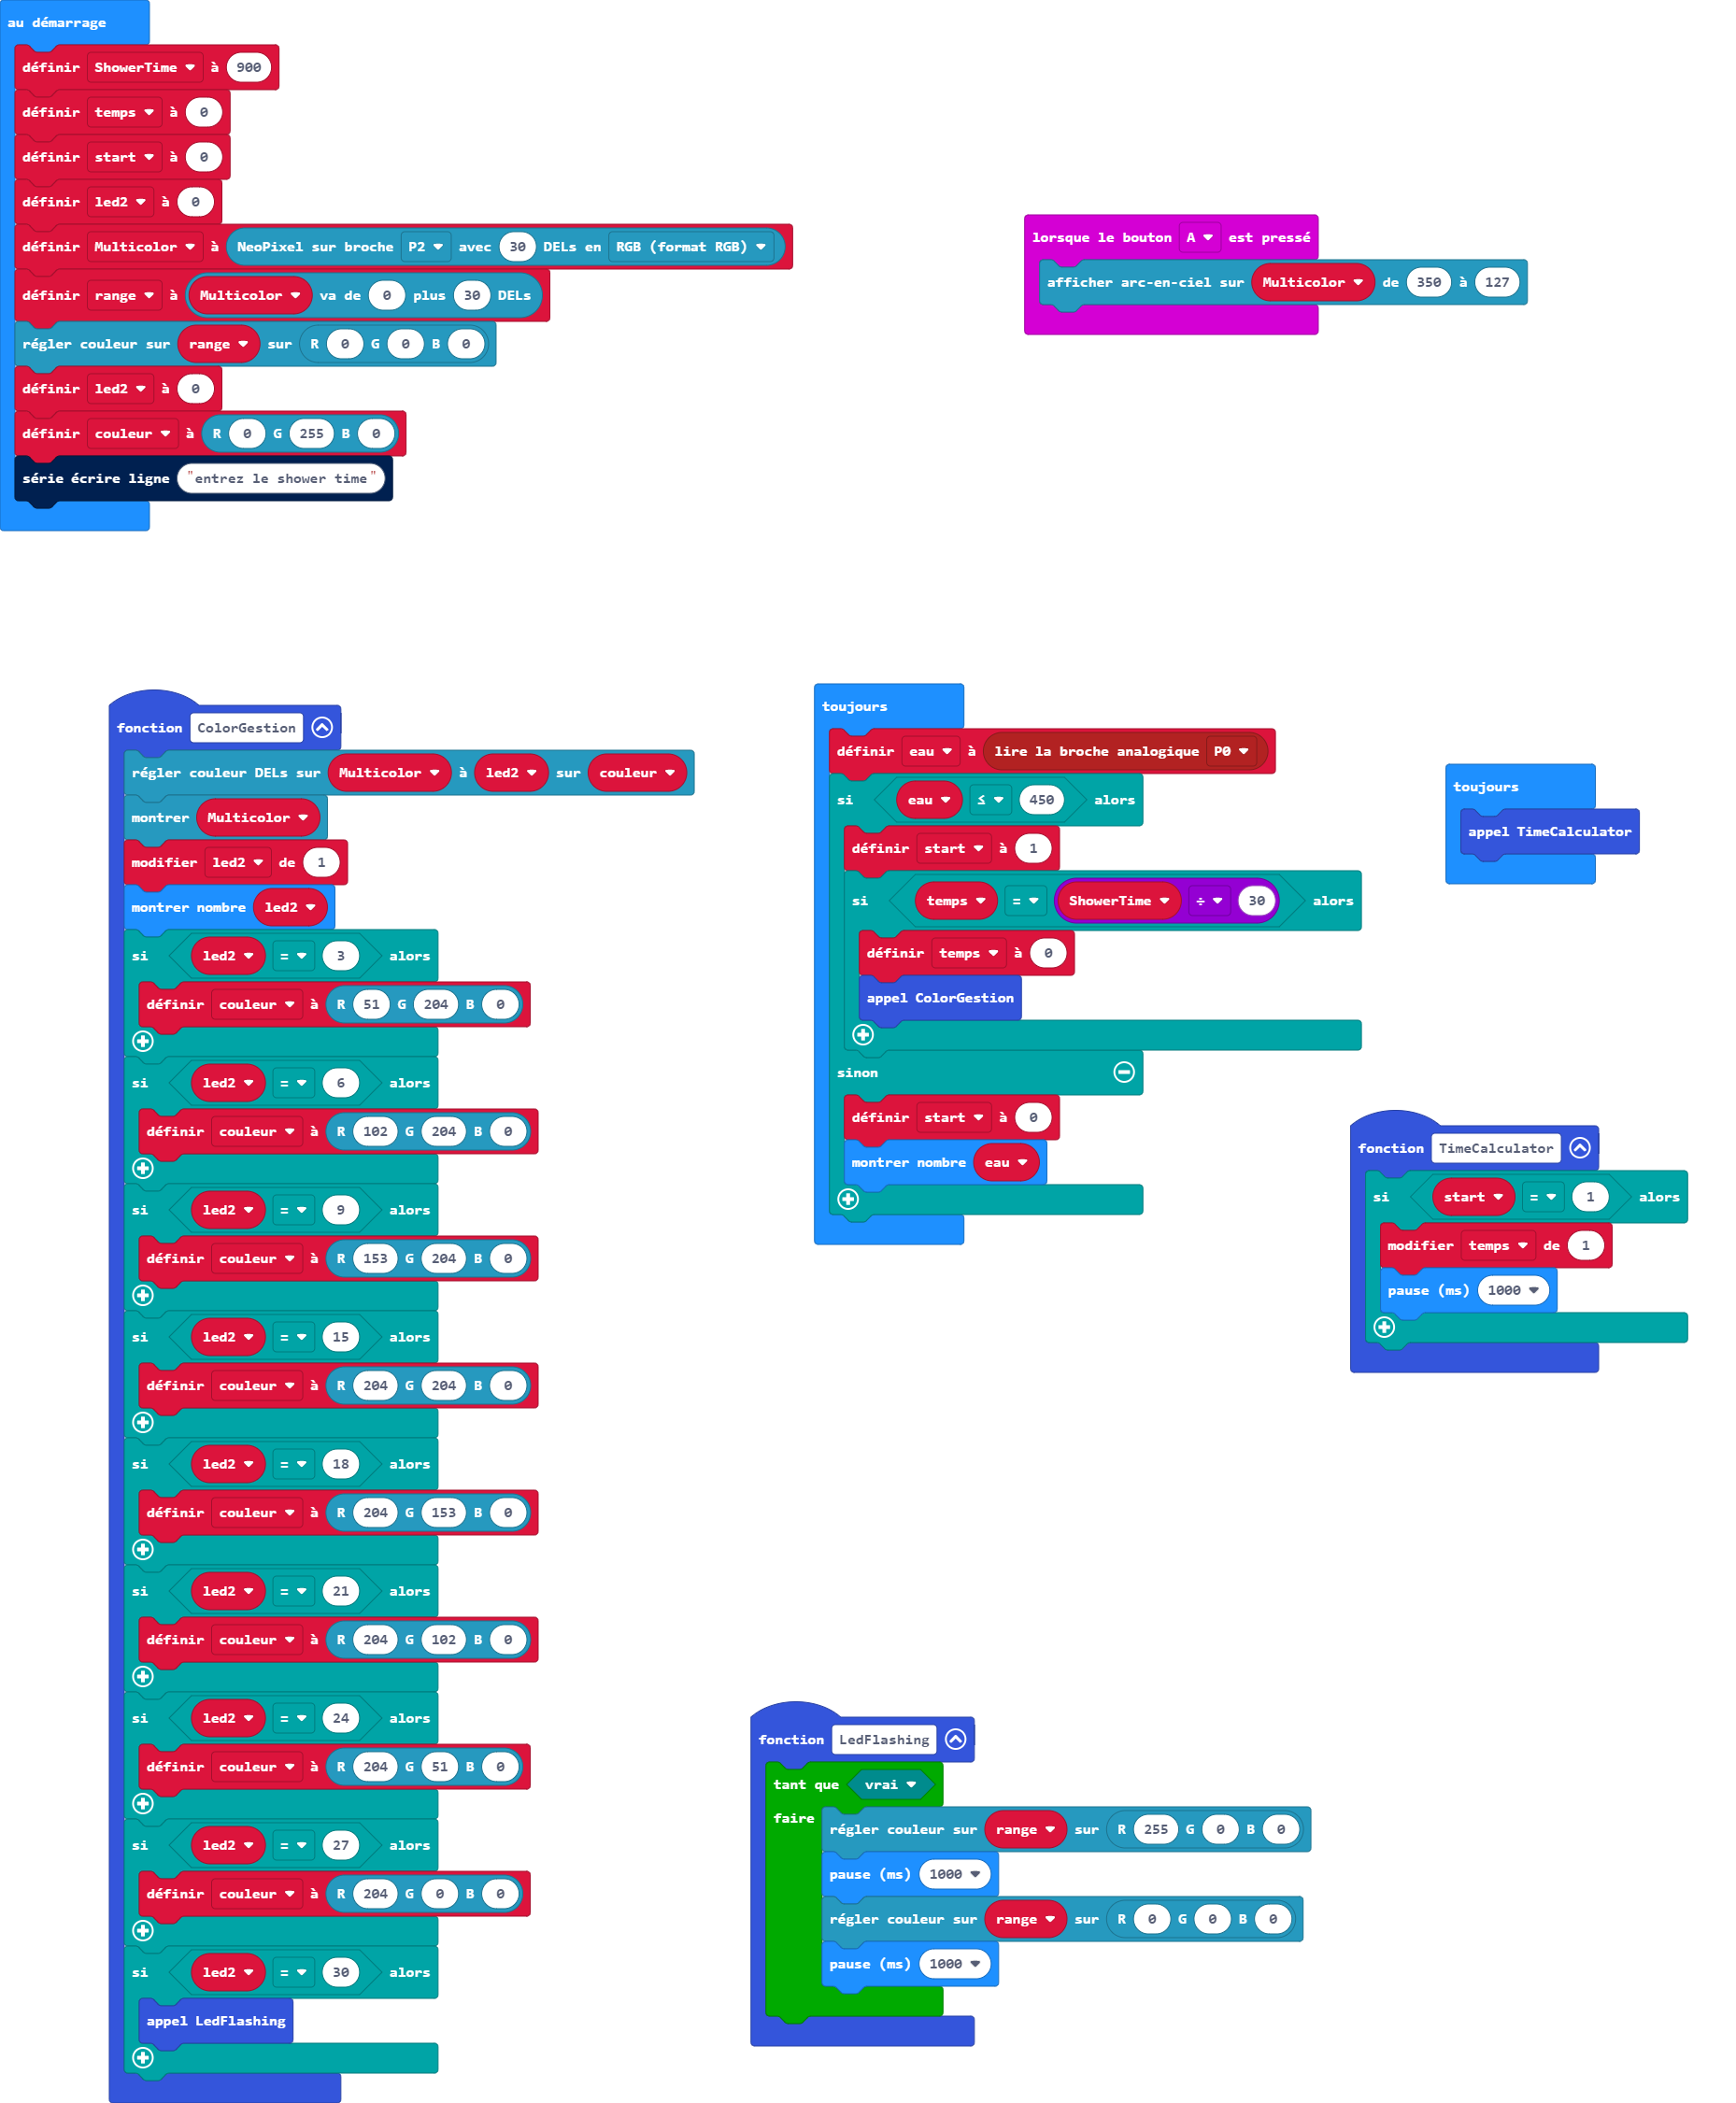 au démarrage
définir ShowerTime à 900
définir temps à 0
définir start à 0
définir led2 à 0
définir Multicolor à NeoPixel sur broche P2 avec 30 DELs en RGB (format RGB)
définir range à Multicolor va de 0 plus 30 DELs
régler couleur sur range sur R 0 G 0 B 0
définir led2 à 0
définir couleur à R 0 G 255 B 0
série écrire ligne "entrez le shower time"
lorsque le bouton A est pressé
afficher arc-en-ciel sur Multicolor de 350 à 127
fonction ColorGestion
régler couleur DELs sur Multicolor à led2 sur couleur
montrer Multicolor
modifier led2 de 1
montrer nombre led2
si led2 = 3 alors
définir couleur à R 51 G 204 B 0
si led2 = 6 alors
définir couleur à R 102 G 204 B 0
si led2 = 9 alors
définir couleur à R 153 G 204 B 0
si led2 = 15 alors
définir couleur à R 204 G 204 B 0
si led2 = 18 alors
définir couleur à R 204 G 153 B 0
si led2 = 21 alors
définir couleur à R 204 G 102 B 0
si led2 = 24 alors
définir couleur à R 204 G 51 B 0
si led2 = 27 alors
définir couleur à R 204 G 0 B 0
si led2 = 30 alors
appel LedFlashing
toujours
définir eau à lire la broche analogique P0
si eau ≤ 450 alors
définir start à 1
si temps = ShowerTime ÷ 30 alors
définir temps à 0
appel ColorGestion
sinon
définir start à 0
montrer nombre eau
toujours
appel TimeCalculator
fonction TimeCalculator
si start = 1 alors
modifier temps de 1
pause (ms) 1000
fonction LedFlashing
tant que vrai
faire
régler couleur sur range sur R 255 G 0 B 0
pause (ms) 1000
régler couleur sur range sur R 0 G 0 B 0
pause (ms) 1000